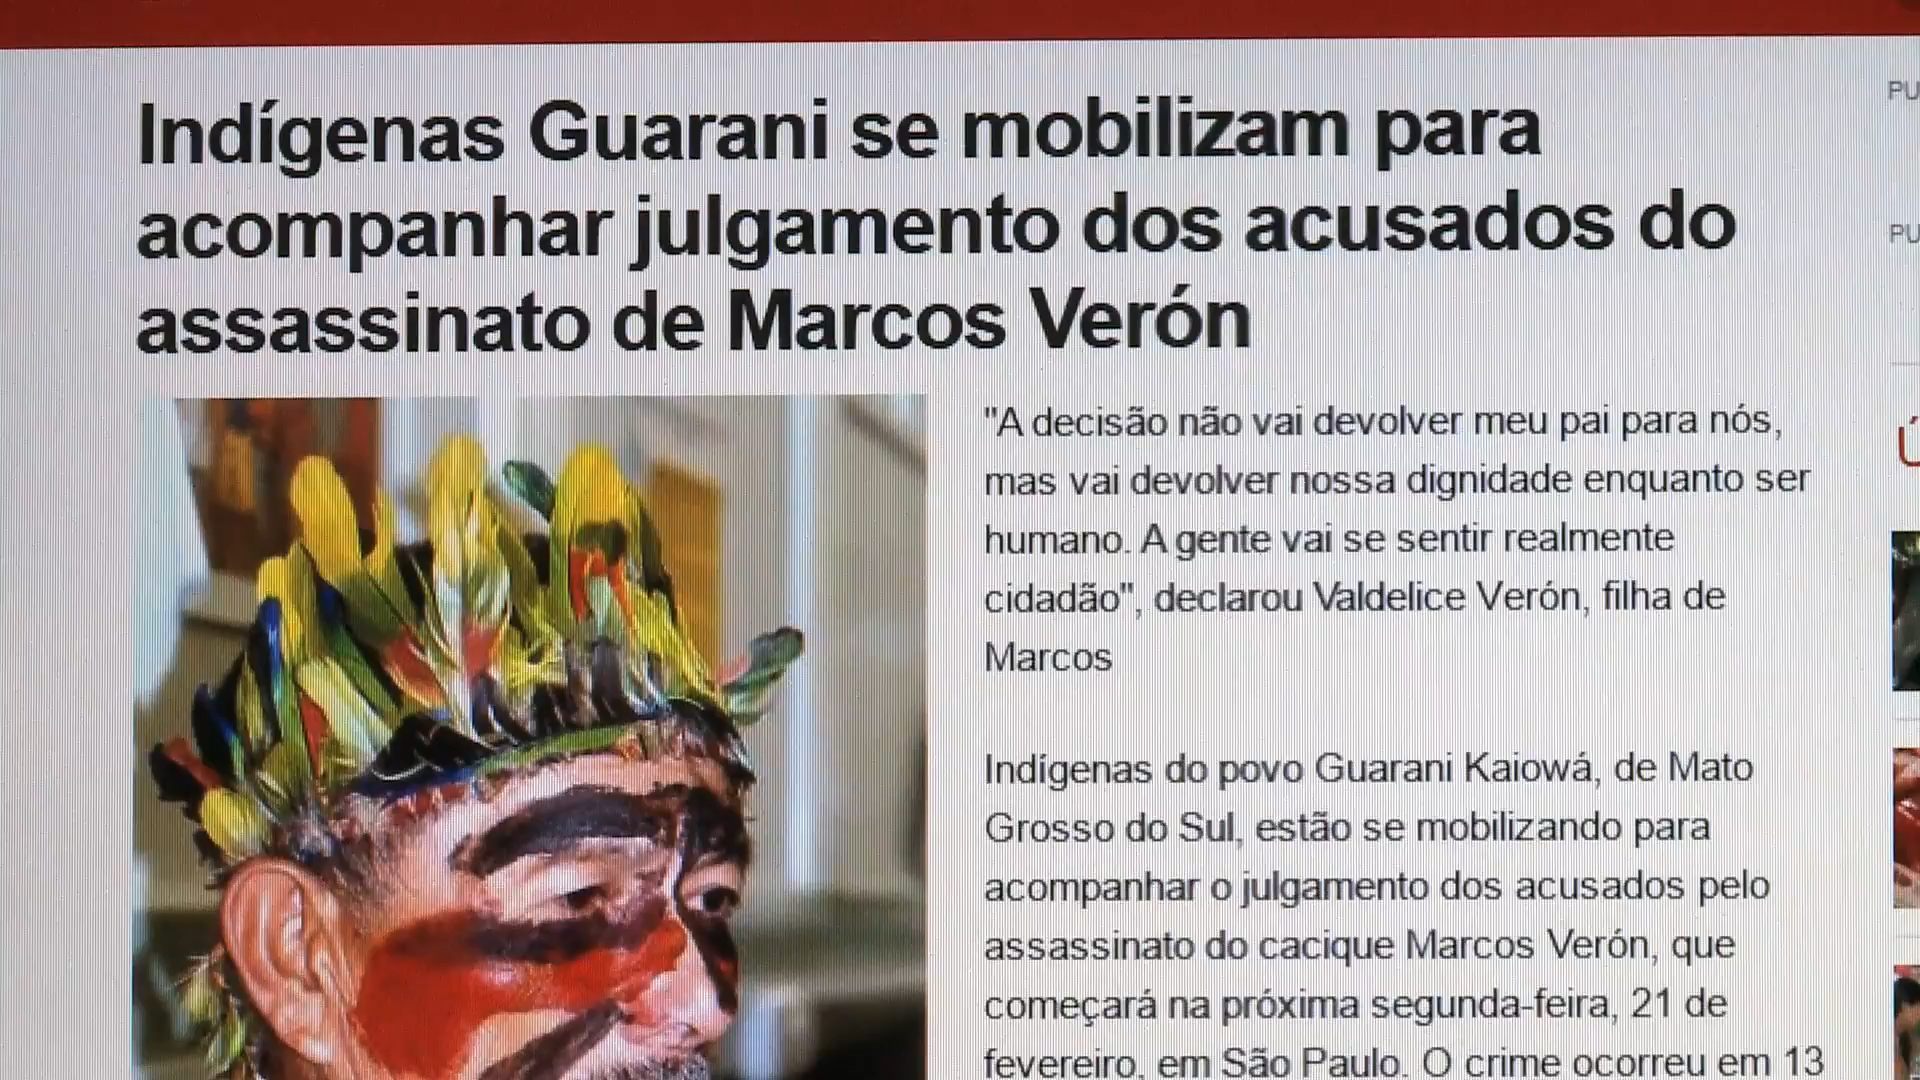 Indígenas Guarani se mobilizam para
acompanhar julgamento dos acusados do
assassinato de Marcos Verón
"A decisão não vai devolver meu pai para nós,
mas vai devolver nossa dignidade enquanto ser
humano. A gente vai se sentir realmente
cidadão", declarou Valdelice Verón, filha de
Marcos
Indígenas do povo Guarani Kaiowá, de Mato
Grosso do Sul, estão se mobilizando para
acompanhar o julgamento dos acusados pelo
assassinato do cacique Marcos Verón, que
começará na próxima segunda-feira, 21 de
fevereiro, em São Paulo. O crime ocorreu em 13